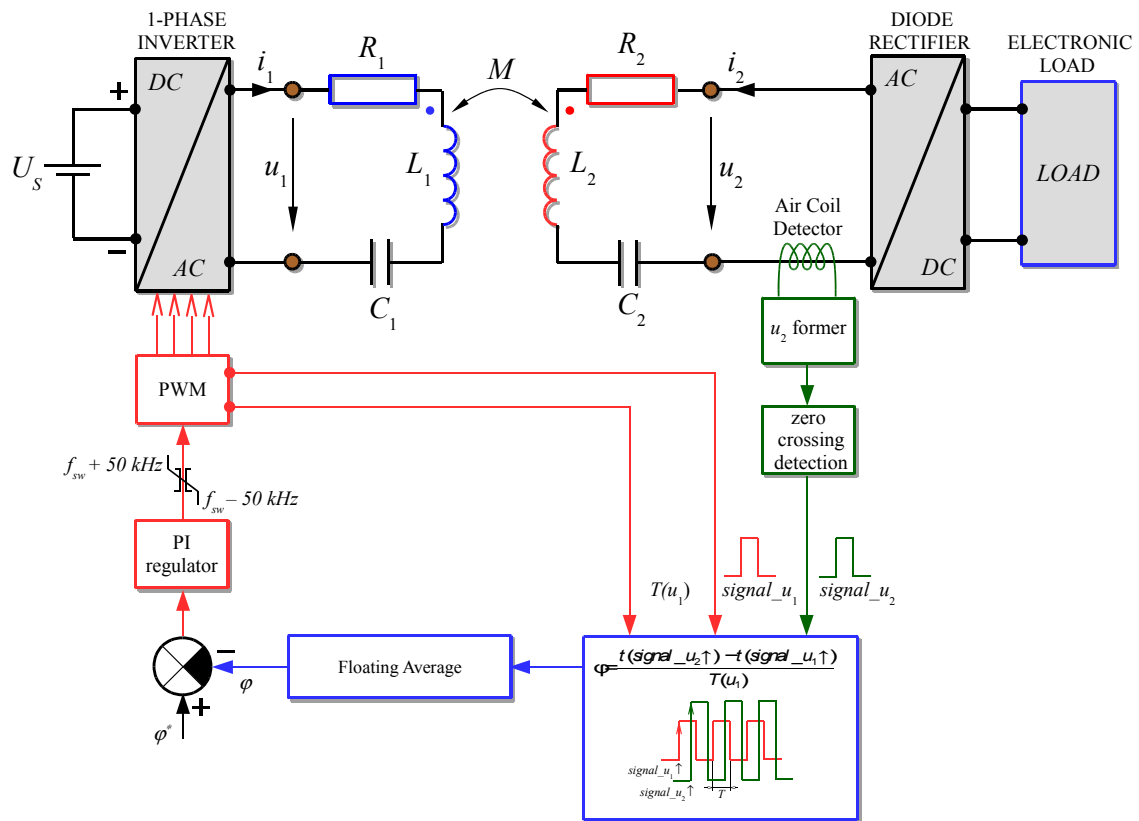 1-PHASE
INVERTER
DIODE
RECTIFIER
ELECTRONIC
LOAD
DC
AC
i1
R1
M
R2
i2
AC
DC
+
US
−
u1
L1
L2
u2
LOAD
Air Coil
Detector
C1
C2
u2 former
PWM
zero
crossing
detection
fsw + 50 kHz
fsw − 50 kHz
PI
regulator
T(u1)
signal_u1
signal_u2
Floating Average
φ= t(signal_u2↑)−t(signal_u1↑)
T(u1)
−
φ
+
φ*
signal_u1↑
signal_u2↑
T